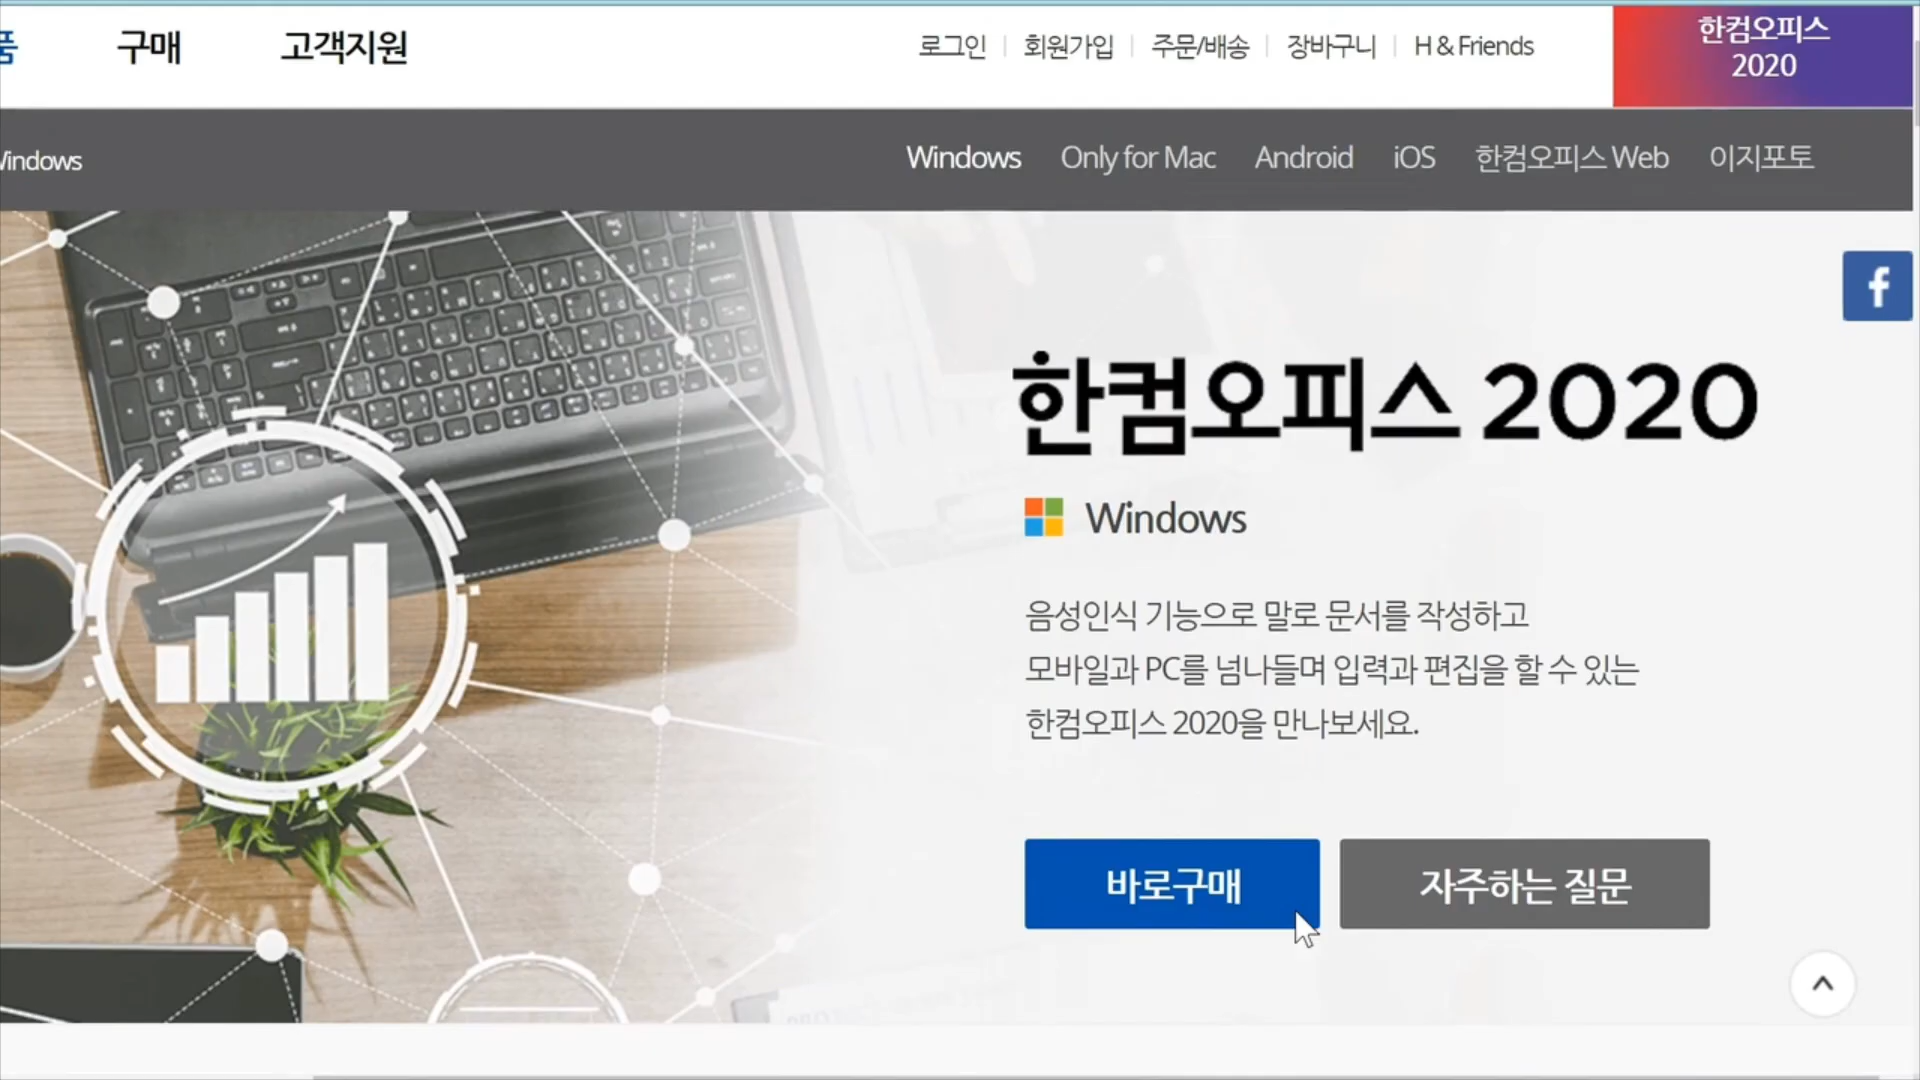 구매
고객지원
로그인
회원가입
주문/배송
장바구니
H & Friends
한컴오피스
2020
Windows
Only for Mac
Android
iOS
한컴오피스 Web
이지포토
한컴오피스 2020
Windows
음성인식 기능으로 말로 문서를 작성하고
모바일과 PC를 넘나들며 입력과 편집을 할 수 있는
한컴오피스 2020을 만나보세요.
바로구매
자주하는 질문